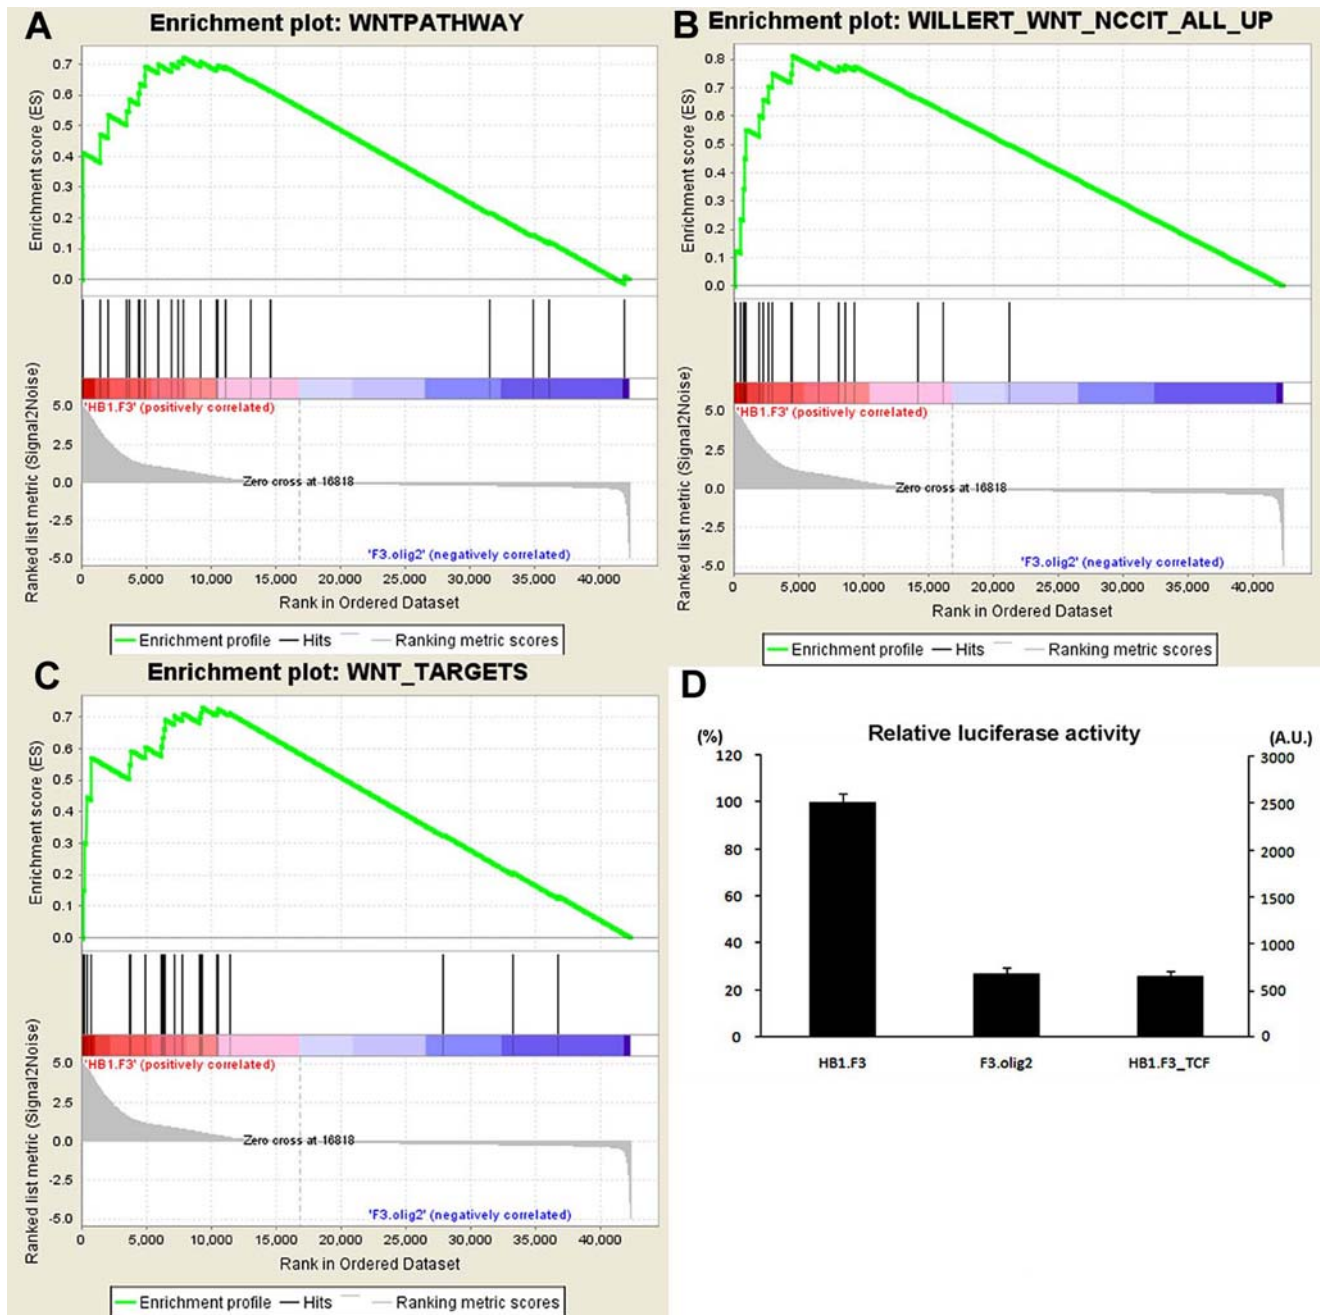 A
Enrichment plot: WNTPATHWAY
Enrichment score (ES)
0.7
0.6
0.5
0.4
0.3
0.2
0.1
0.0
Ranked list metric (Signal2Noise)
5.0
2.5
0.0
-2.5
-5.0
'HB1.F3' (positively correlated)
Zero cross at 16818
'F3.olig2' (negatively correlated)
0 5,000 10,000 15,000 20,000 25,000 30,000 35,000 40,000
Rank in Ordered Dataset
Enrichment profile Hits Ranking metric scores
B
Enrichment plot: WILLERT_WNT_NCCIT_ALL_UP
Enrichment score (ES)
0.8
0.7
0.6
0.5
0.4
0.3
0.2
0.1
0.0
Ranked list metric (Signal2Noise)
5.0
2.5
0.0
-2.5
-5.0
'HB1.F3' (positively correlated)
Zero cross at 16818
'F3.olig2' (negatively correlated)
0 5,000 10,000 15,000 20,000 25,000 30,000 35,000 40,000
Rank in Ordered Dataset
Enrichment profile Hits Ranking metric scores
C
Enrichment plot: WNT_TARGETS
Enrichment score (ES)
0.7
0.6
0.5
0.4
0.3
0.2
0.1
0.0
Ranked list metric (Signal2Noise)
5.0
2.5
0.0
-2.5
-5.0
'HB1.F3' (positively correlated)
Zero cross at 16818
'F3.olig2' (negatively correlated)
0 5,000 10,000 15,000 20,000 25,000 30,000 35,000 40,000
Rank in Ordered Dataset
Enrichment profile Hits Ranking metric scores
D
Relative luciferase activity
(%)
120
100
80
60
40
20
0
(A.U.)
3000
2500
2000
1500
1000
500
0
HB1.F3 F3.olig2 HB1.F3_TCF